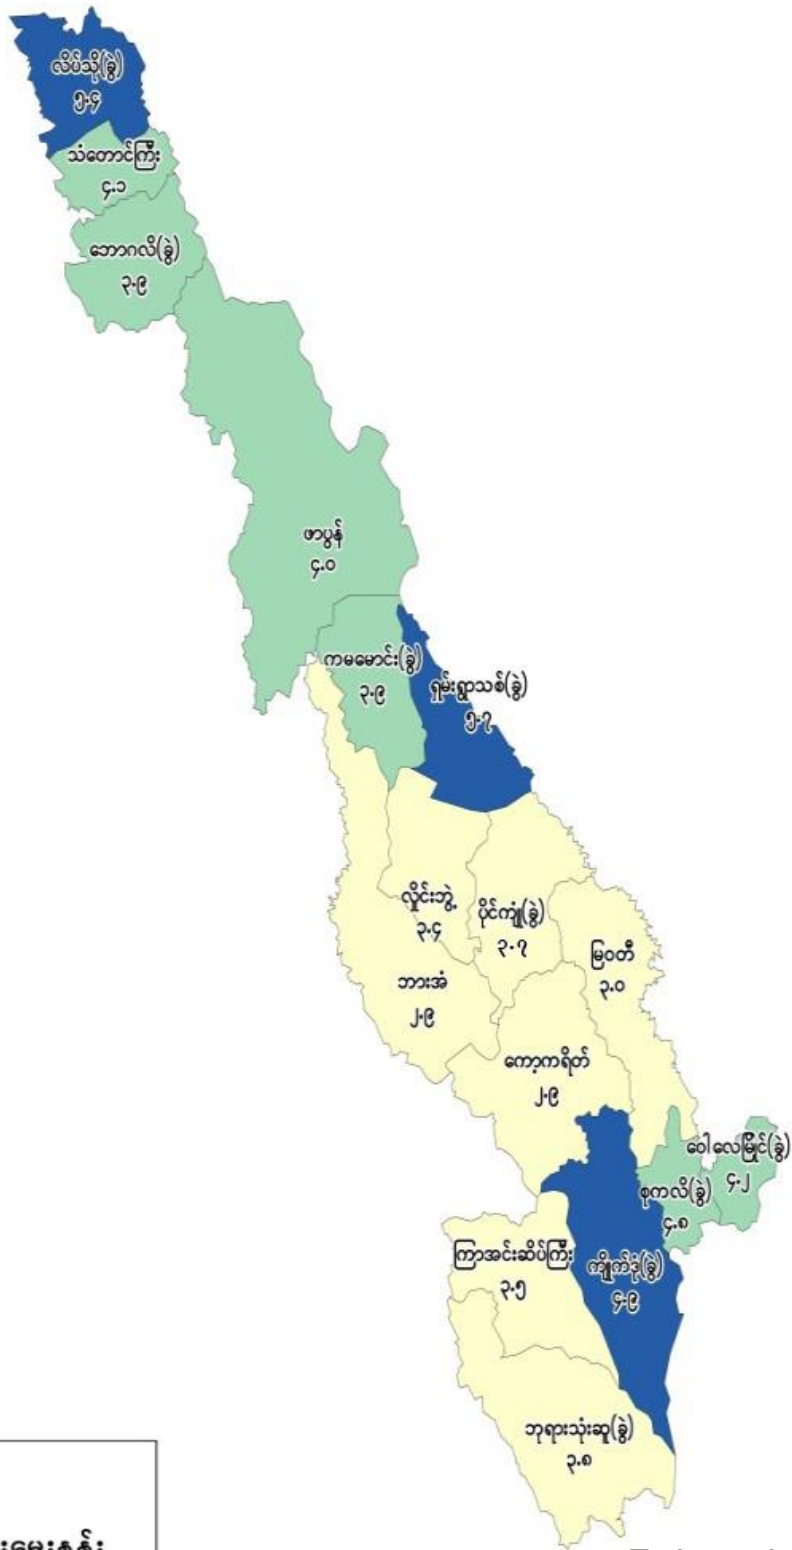 လိပ်သို(ခွဲ)
၅.၄
သံတောင်ကြီး
၄.၁
ဘောဂလိ(ခွဲ)
၃.၉
ဖာပွန်
၄.၀
ကမမောင်း(ခွဲ)
၃.၉
ရှမ်းရွာသစ်(ခွဲ)
၅.၇
လှိုင်းဘွဲ့
၃.၄
ပိုင်ကျုံ(ခွဲ)
၃.၇
မြဝတီ
၃.၀
ဘားအံ
၂.၉
ကော့ကရိတ်
၂.၉
ဝေါလေမြိုင်(ခွဲ)
၄.၂
စုကလိ(ခွဲ)
၄.၈
ကြာအင်းဆိပ်ကြီး
၃.၅
ကျိုက်ဒုံ(ခွဲ)
၄.၉
ဘုရားသုံးဆူ(ခွဲ)
၃.၈